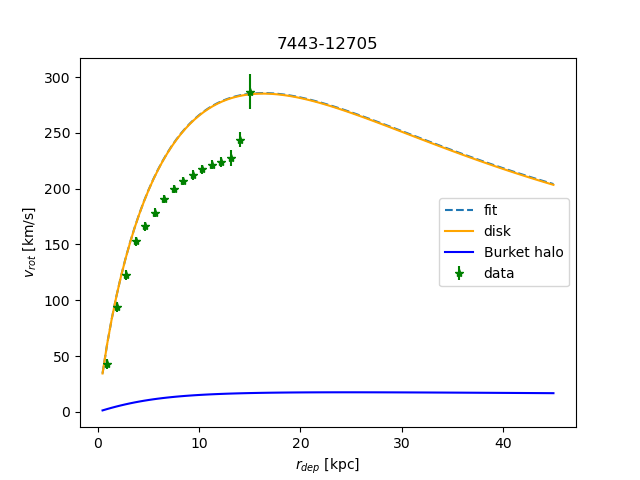 7443-12705
300
250
200
150
100
50
0
v_rot [km/s]
fit
disk
Burket halo
data
0 10 20 30 40
r_dep [kpc]